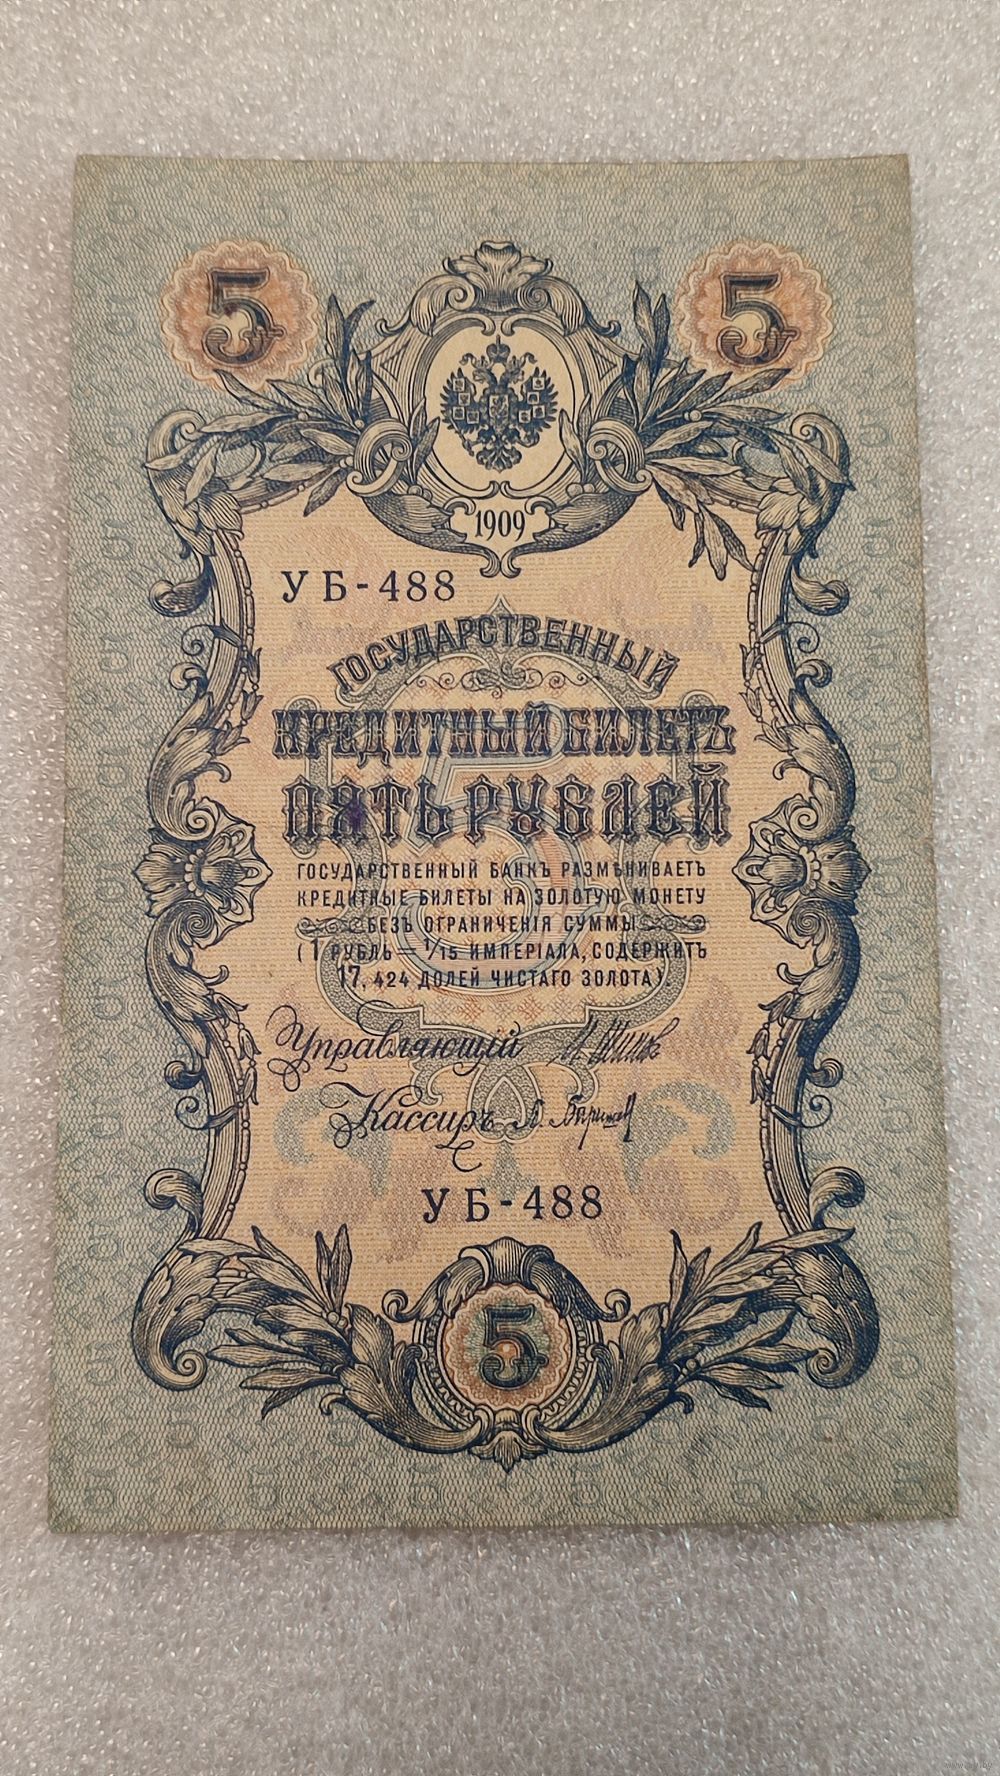 5 5
1909
УБ-488
ГОСУДАРСТВЕННЫЙ
КРЕДИТНЫЙ БИЛЕТЪ
ПЯТЬ РУБЛЕЙ
ГОСУДАРСТВЕННЫЙ БАНКЪ РАЗМѢНИВАЕТЪ
КРЕДИТНЫЕ БИЛЕТЫ НА ЗОЛОТУЮ МОНЕТУ
БЕЗЪ ОГРАНИЧЕНІЯ СУММЫ
(1 РУБЛЬ — 1/15 ИМПЕРІАЛА, СОДЕРЖИТЪ
17,424 ДОЛЕЙ ЧИСТАГО ЗОЛОТА).
Управляющій И. Шипов
Кассиръ
УБ-488
5